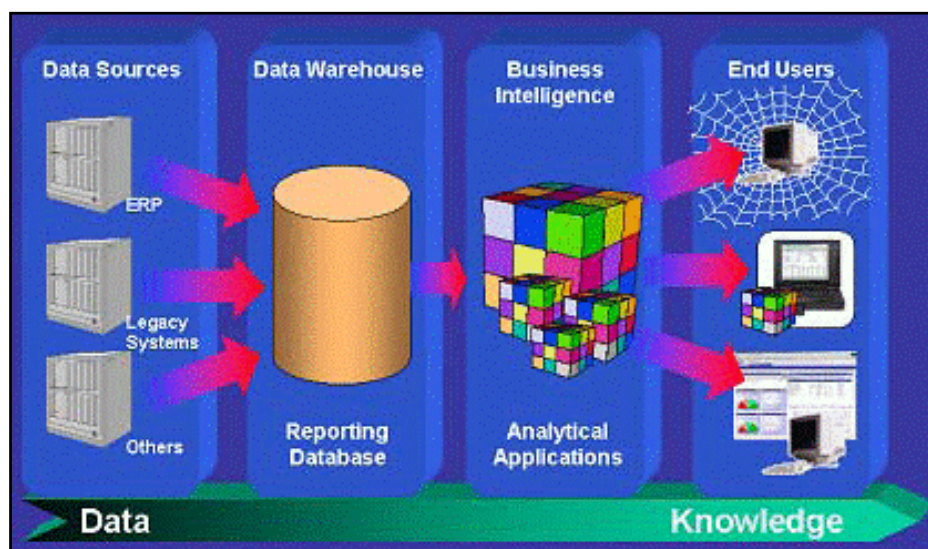 Data Sources
Data Warehouse
Business
Intelligence
End Users
ERP
Legacy
Systems
Others
Reporting
Database
Analytical
Applications
Data
Knowledge